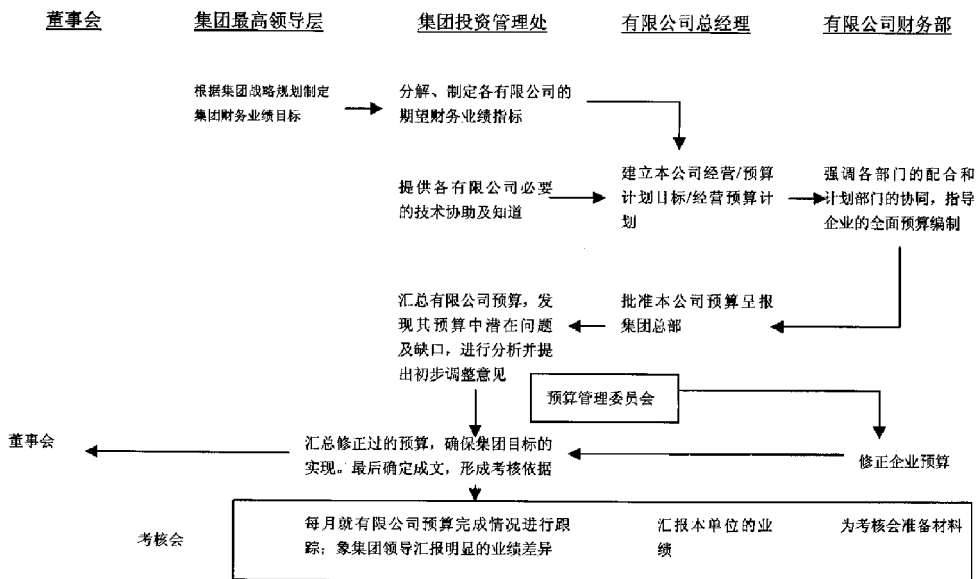 董事会 集团最高领导层 集团投资管理处 有限公司总经理 有限公司财务部
根据集团战略规划制定
集团财务业绩目标
分解、制定各有限公司的
期望财务业绩指标
提供各有限公司必要
的技术协助及知道
建立本公司经营/预算
计划目标/经营预算计
划
强调各部门的配合和
计划部门的协同，指导
企业的全面预算编制
汇总有限公司预算，发
现其预算中潜在问题
及缺口，进行分析并提
出初步调整意见
批准本公司预算呈报
集团总部
预算管理委员会
董事会
汇总修正过的预算，确保集团目标的
实现。最后确定成文，形成考核依据
修正企业预算
考核会
每月就有限公司预算完成情况进行跟
踪；象集团领导汇报明显的业绩差异
汇报本单位的业
绩
为考核会准备材料